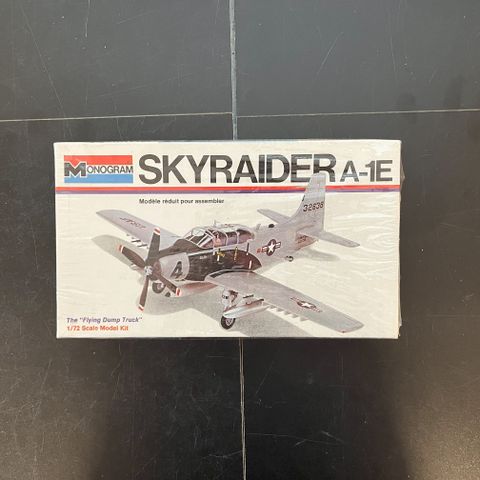 MONOGRAM
SKYRAIDER A-1E
Modèle réduit pour assembler
32636
4
The "Flying Dump Truck"
1/72 Scale Model Kit